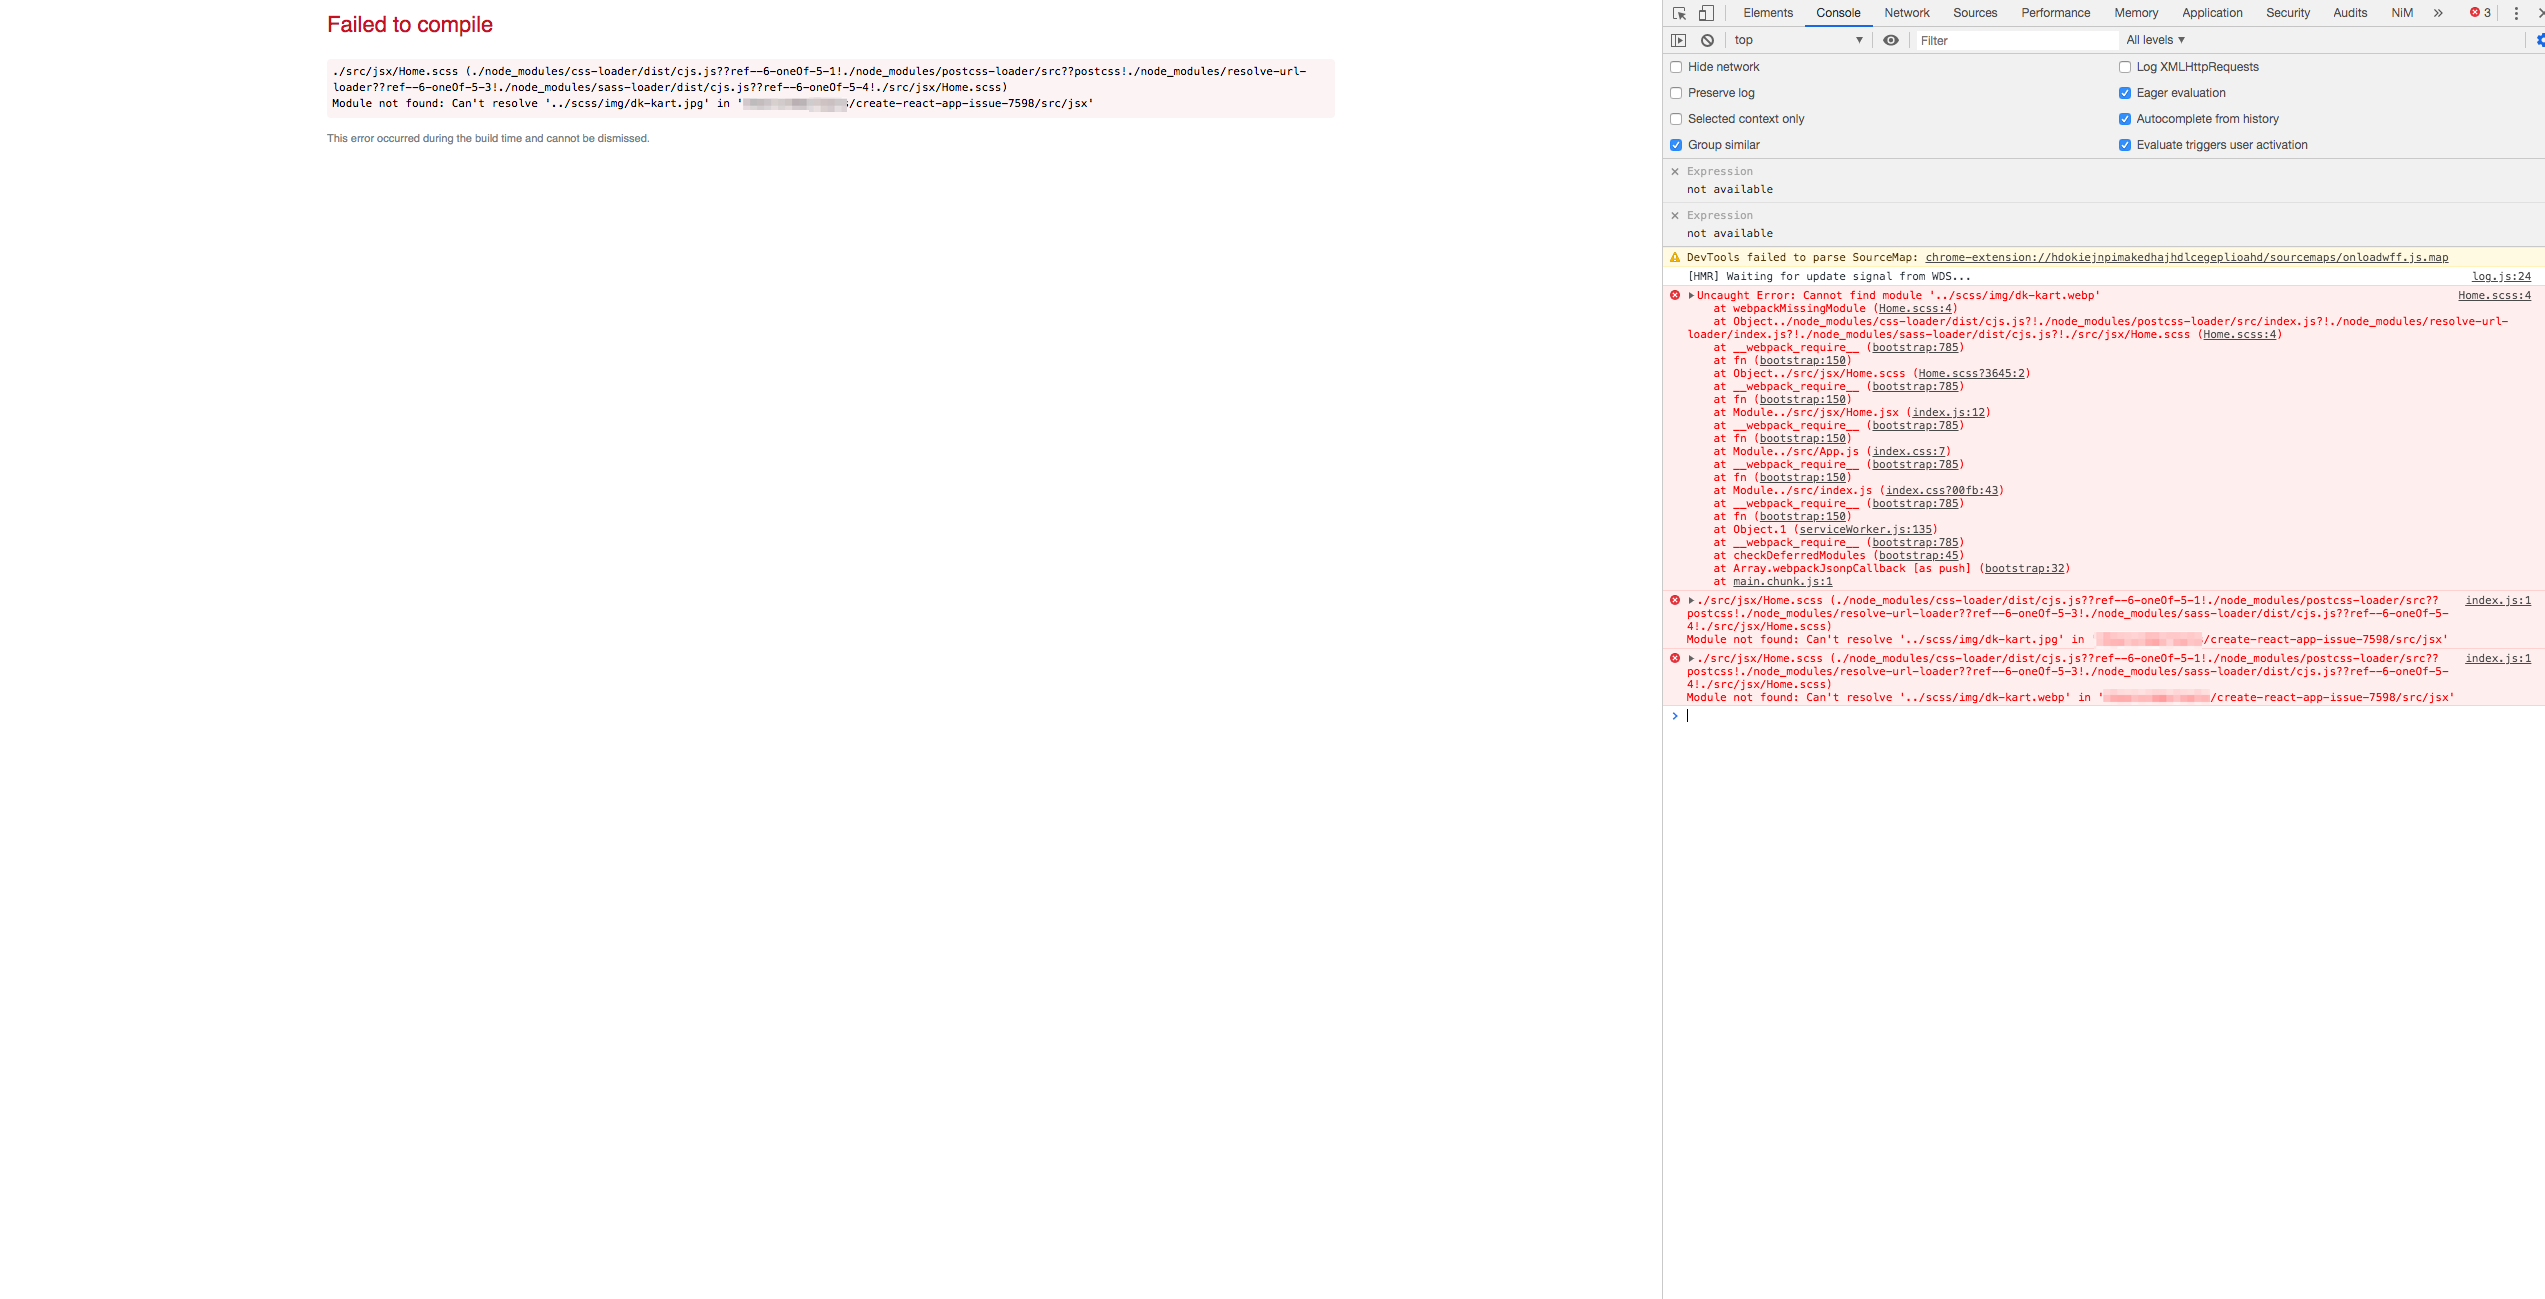 Failed to compile
./src/jsx/Home.scss (./node_modules/css-loader/dist/cjs.js??ref--6-oneOf-5-1!./node_modules/postcss-loader/src??postcss!./node_modules/resolve-url-
loader??ref--6-oneOf-5-3!./node_modules/sass-loader/dist/cjs.js??ref--6-oneOf-5-4!./src/jsx/Home.scss)
Module not found: Can't resolve '../scss/img/dk-kart.jpg' in '/create-react-app-issue-7598/src/jsx'
This error occurred during the build time and cannot be dismissed.
Elements Console Network Sources Performance Memory Application Security Audits NiM » 3
top Filter All levels
Hide network
Log XMLHttpRequests
Preserve log
Eager evaluation
Selected context only
Autocomplete from history
Group similar
Evaluate triggers user activation
Expression
not available
Expression
not available
DevTools failed to parse SourceMap: chrome-extension://hdokiejnpimakedhajhdlcegeplioahd/sourcemaps/onloadwff.js.map
[HMR] Waiting for update signal from WDS... log.js:24
Uncaught Error: Cannot find module '../scss/img/dk-kart.webp' Home.scss:4
at webpackMissingModule (Home.scss:4)
at Object../node_modules/css-loader/dist/cjs.js?!./node_modules/postcss-loader/src/index.js?!./node_modules/resolve-url-
loader/index.js?!./node_modules/sass-loader/dist/cjs.js?!./src/jsx/Home.scss (Home.scss:4)
at __webpack_require__ (bootstrap:785)
at fn (bootstrap:150)
at Object../src/jsx/Home.scss (Home.scss?3645:2)
at __webpack_require__ (bootstrap:785)
at fn (bootstrap:150)
at Module../src/jsx/Home.jsx (index.js:12)
at __webpack_require__ (bootstrap:785)
at fn (bootstrap:150)
at Module../src/App.js (index.css:7)
at __webpack_require__ (bootstrap:785)
at fn (bootstrap:150)
at Module../src/index.js (index.css?00fb:43)
at __webpack_require__ (bootstrap:785)
at fn (bootstrap:150)
at Object.1 (serviceWorker.js:135)
at __webpack_require__ (bootstrap:785)
at checkDeferredModules (bootstrap:45)
at Array.webpackJsonpCallback [as push] (bootstrap:32)
at main.chunk.js:1
./src/jsx/Home.scss (./node_modules/css-loader/dist/cjs.js??ref--6-oneOf-5-1!./node_modules/postcss-loader/src?? index.js:1
postcss!./node_modules/resolve-url-loader??ref--6-oneOf-5-3!./node_modules/sass-loader/dist/cjs.js??ref--6-oneOf-5-
4!./src/jsx/Home.scss)
Module not found: Can't resolve '../scss/img/dk-kart.jpg' in '/create-react-app-issue-7598/src/jsx'
./src/jsx/Home.scss (./node_modules/css-loader/dist/cjs.js??ref--6-oneOf-5-1!./node_modules/postcss-loader/src?? index.js:1
postcss!./node_modules/resolve-url-loader??ref--6-oneOf-5-3!./node_modules/sass-loader/dist/cjs.js??ref--6-oneOf-5-
4!./src/jsx/Home.scss)
Module not found: Can't resolve '../scss/img/dk-kart.webp' in '/create-react-app-issue-7598/src/jsx'